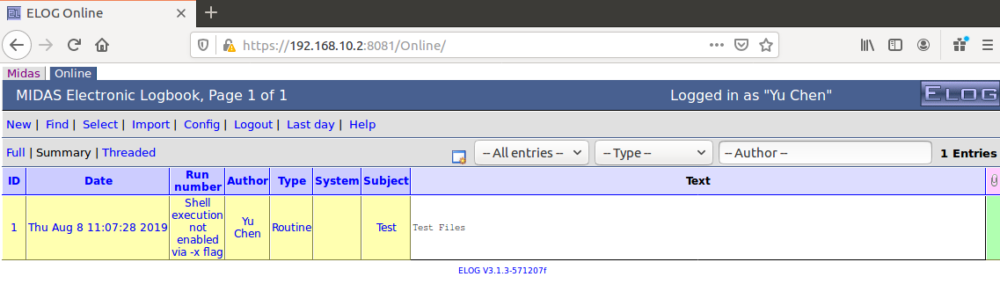 ELOG Online
https://192.168.10.2:8081/Online/
Midas Online
MIDAS Electronic Logbook, Page 1 of 1 Logged in as "Yu Chen" ELOG
New | Find | Select | Import | Config | Logout | Last day | Help
Full | Summary | Threaded -- All entries -- -- Type -- -- Author -- 1 Entries
ID Date Run number Author Type System Subject Text
1 Thu Aug 8 11:07:28 2019 Shell execution not enabled via -x flag Yu Chen Routine Test Test Files
ELOG V3.1.3-571207f